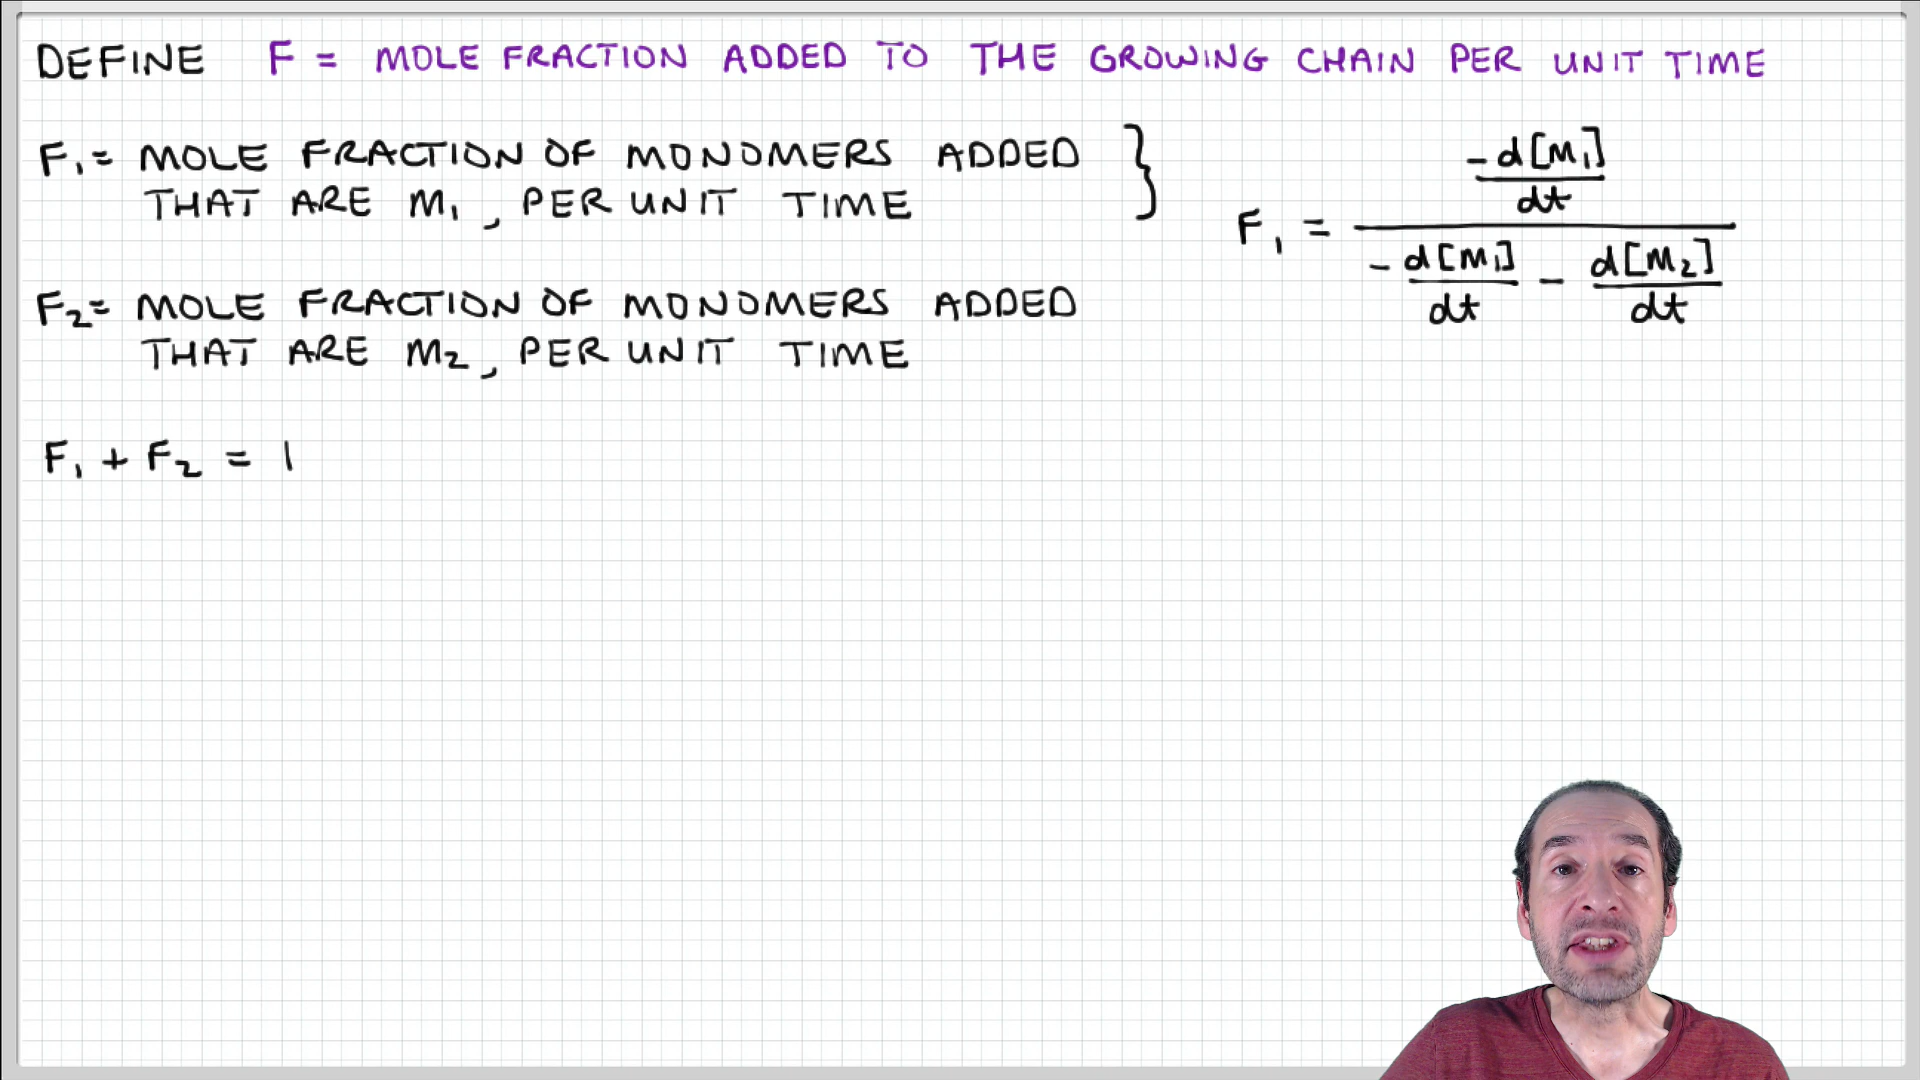 DEFINE F = MOLE FRACTION ADDED TO THE GROWING CHAIN PER UNIT TIME
F₁ = MOLE FRACTION OF MONOMERS ADDED
THAT ARE M₁, PER UNIT TIME
F₁ = (-d[M₁]/dt) / (-d[M₁]/dt - d[M₂]/dt)
F₂ = MOLE FRACTION OF MONOMERS ADDED
THAT ARE M₂, PER UNIT TIME
F₁ + F₂ = 1